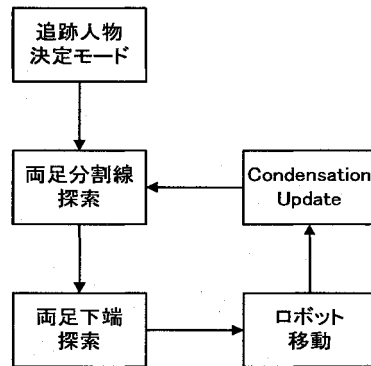 追跡人物
決定モード
両足分割線
探索
Condensation
Update
両足下端
探索
ロボット
移動